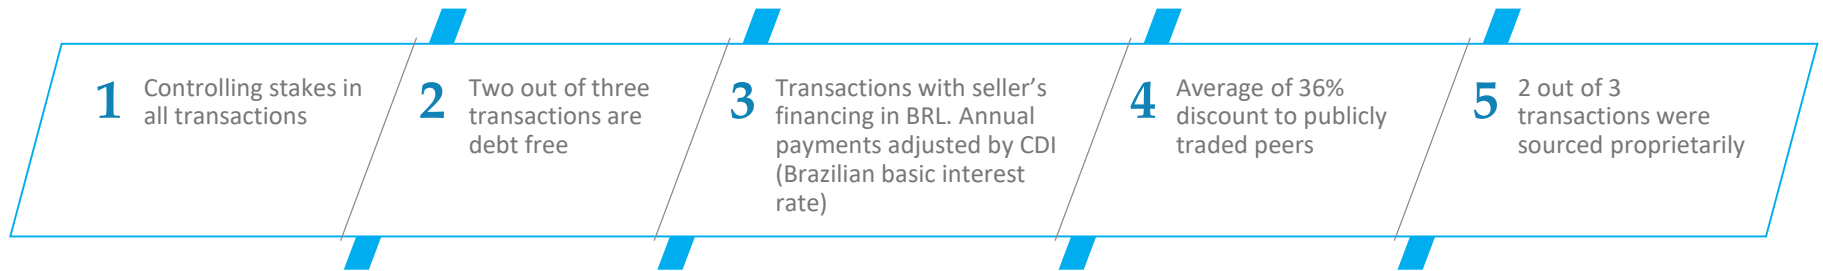 1
Controlling stakes in
all transactions
2
Two out of three
transactions are
debt free
3
Transactions with seller’s
financing in BRL. Annual
payments adjusted by CDI
(Brazilian basic interest
rate)
4
Average of 36%
discount to publicly
traded peers
5
2 out of 3
transactions were
sourced proprietarily